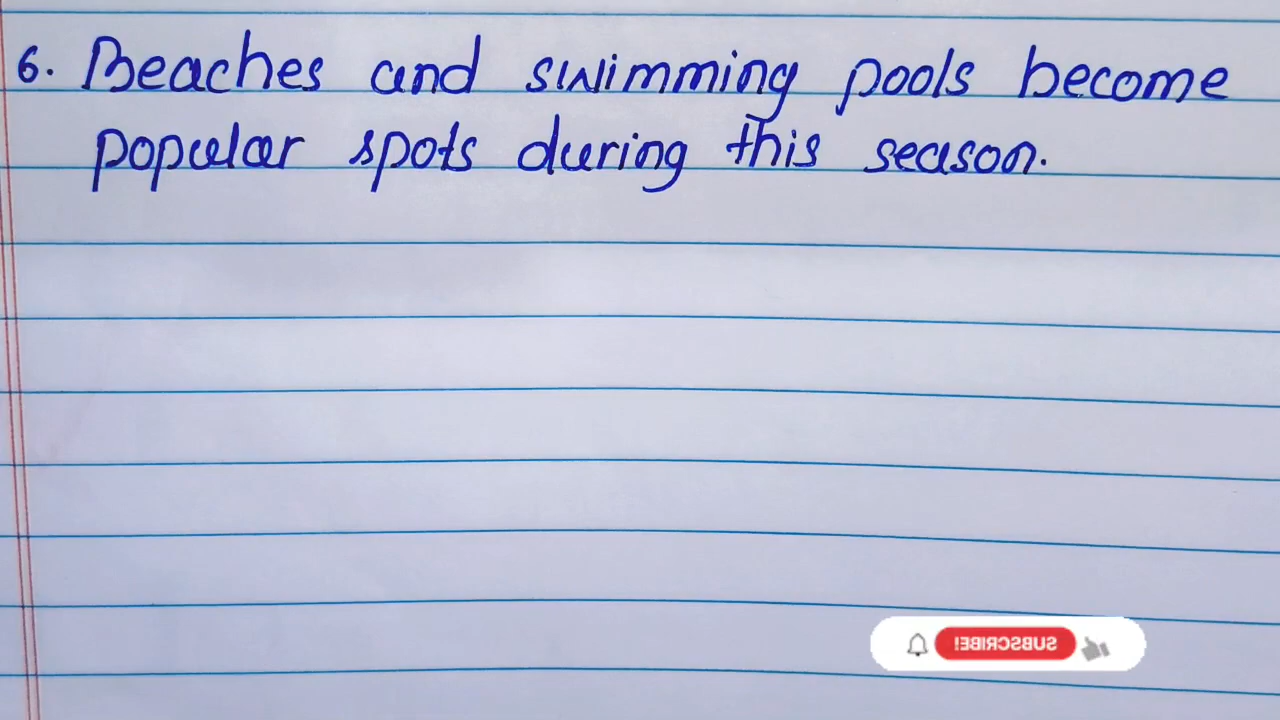 6. Beaches and swimming pools become
popular spots during this season.
SUBSCRIBE!